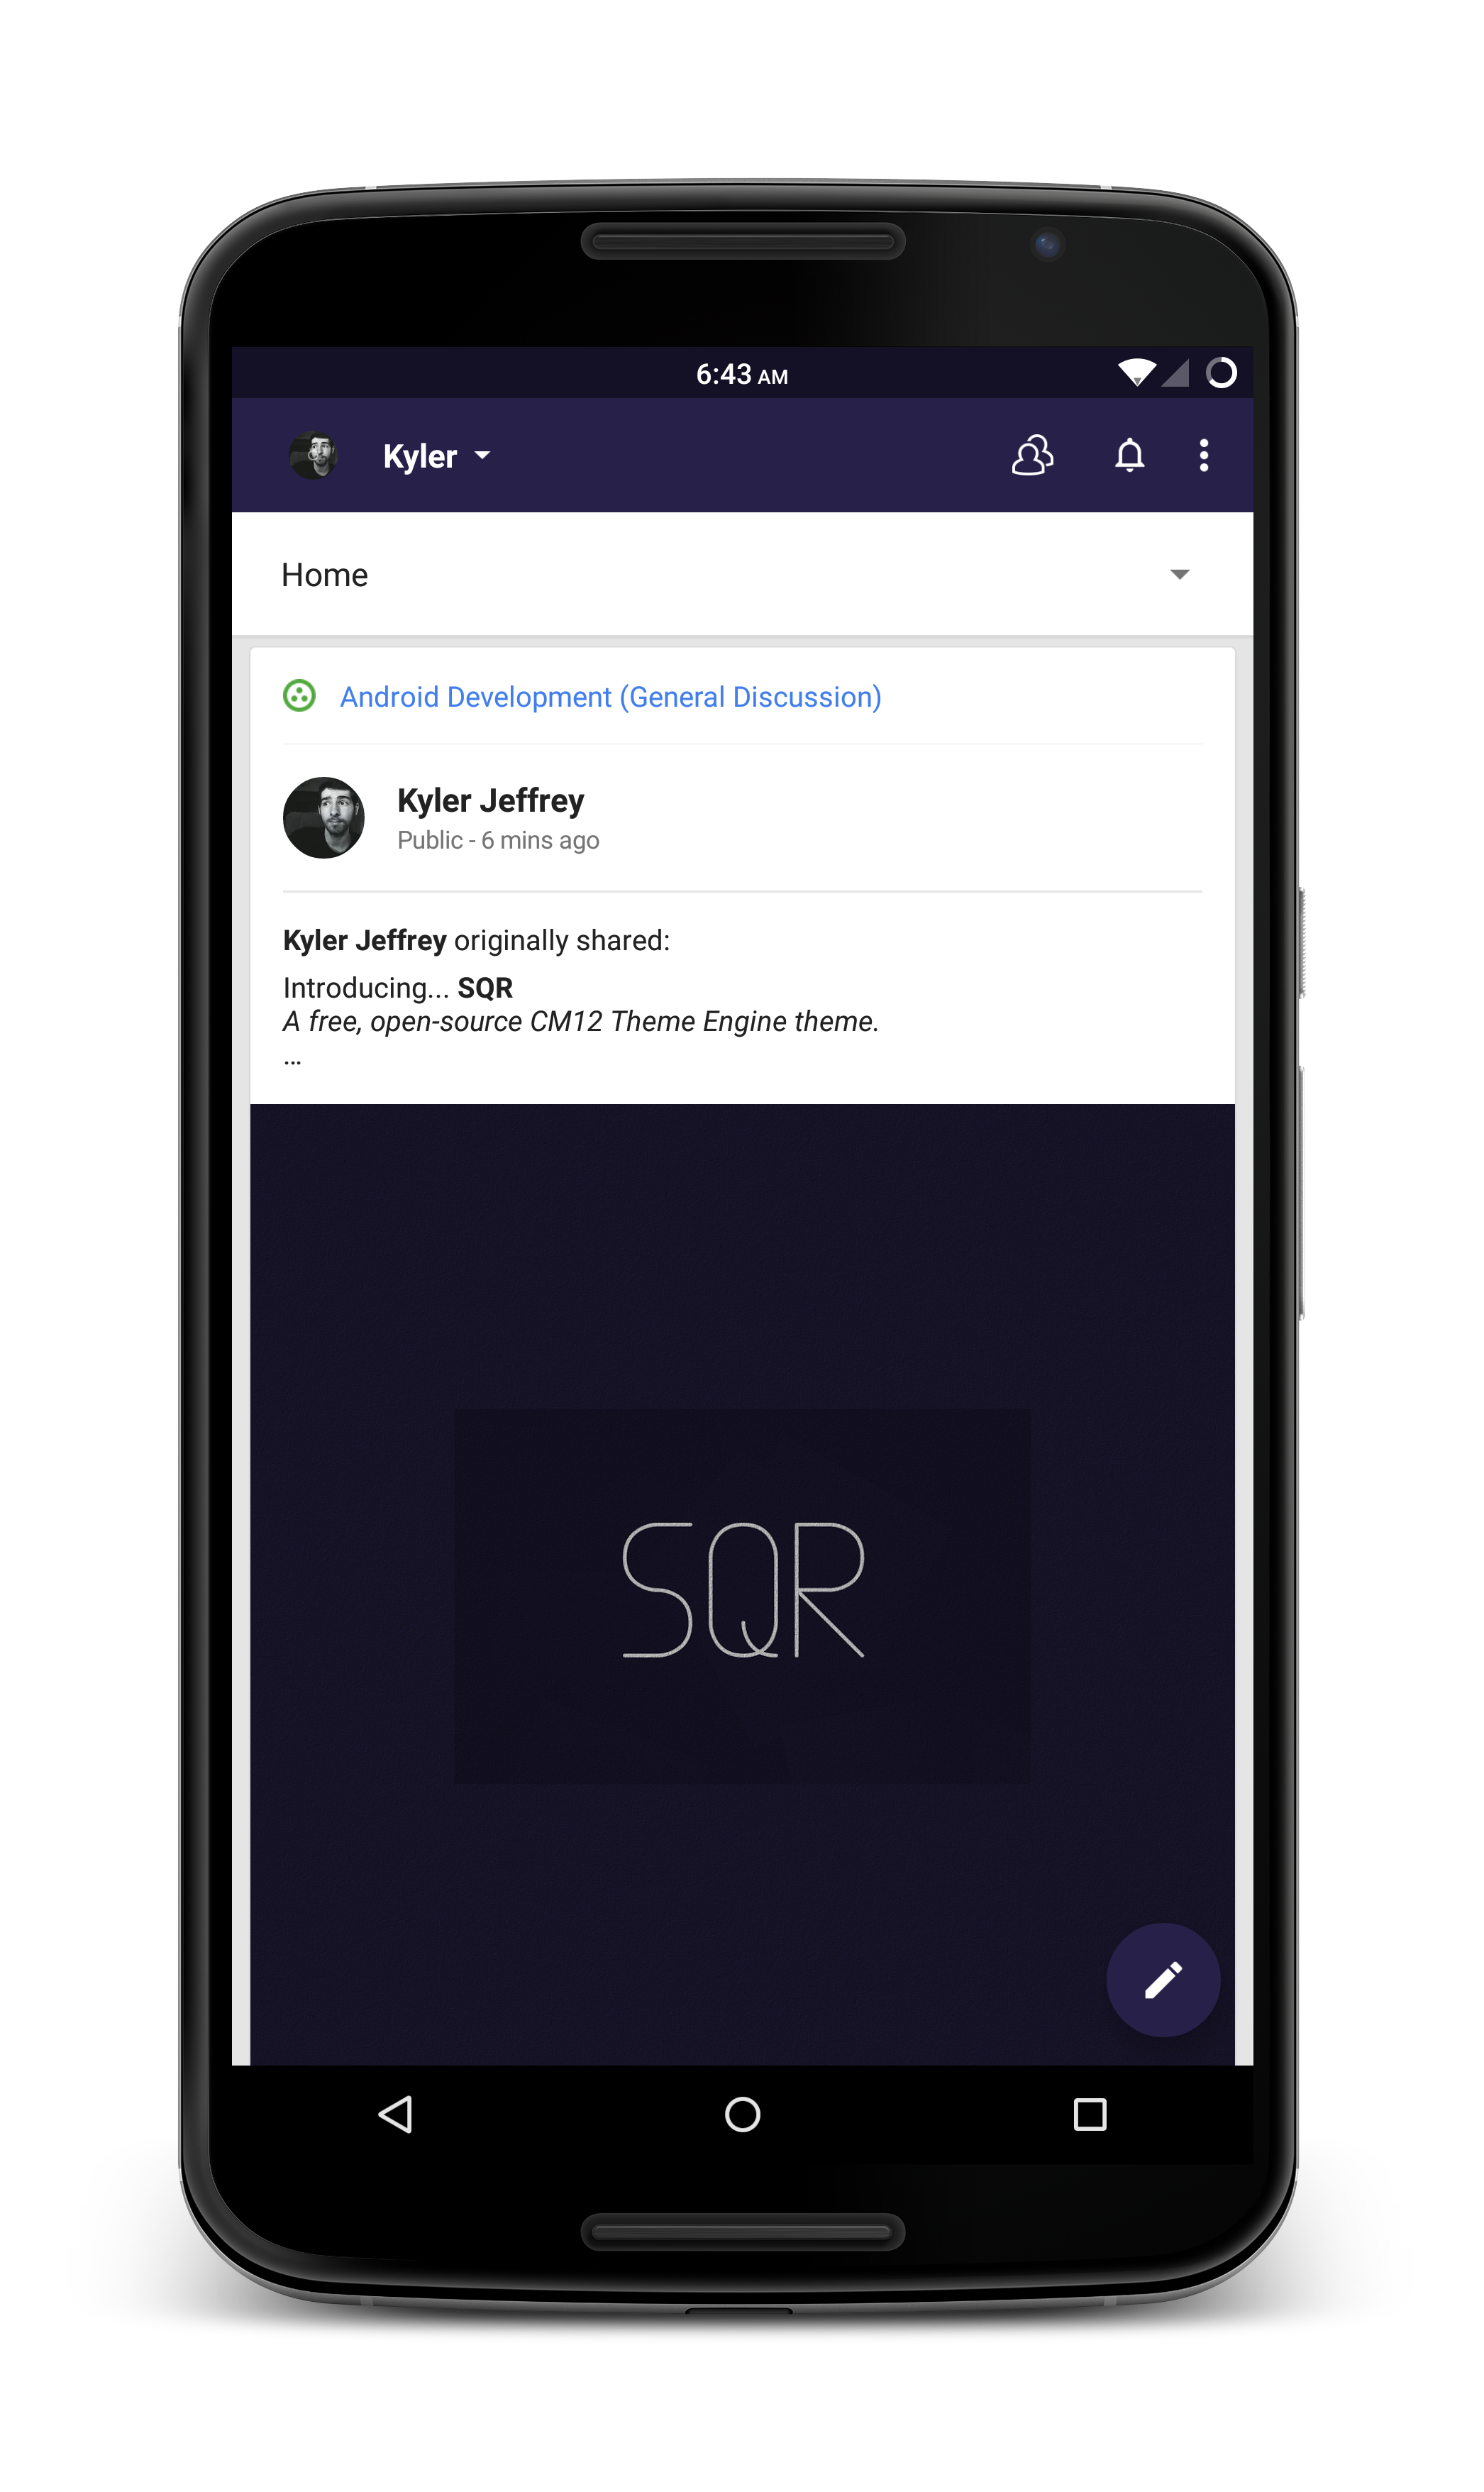 6:43 AM
Kyler
Home
Android Development (General Discussion)
Kyler Jeffrey
Public - 6 mins ago
Kyler Jeffrey originally shared:
Introducing... SQR
A free, open-source CM12 Theme Engine theme.
...
SQR